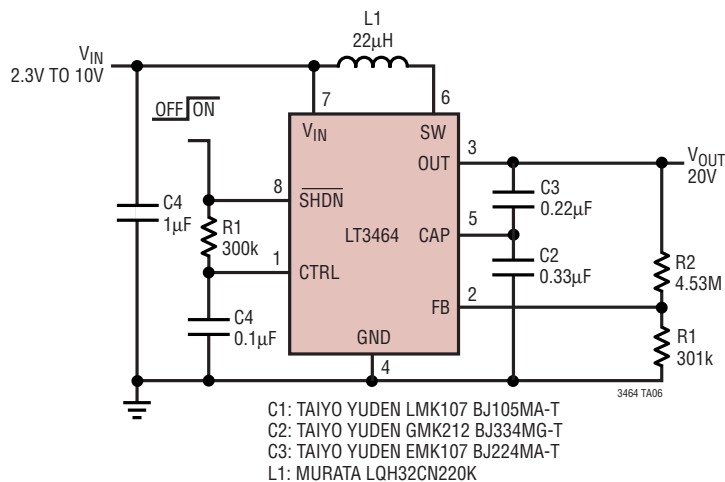 L1
22µH
VIN
2.3V TO 10V
7
6
OFF ON
VIN
SW
OUT
3
VOUT
20V
C3
0.22µF
8
SHDN
C4
1µF
R1
300k
LT3464
CAP
5
C2
0.33µF
1
CTRL
R2
4.53M
FB
2
C4
0.1µF
GND
4
R1
301k
3464 TA06
C1: TAIYO YUDEN LMK107 BJ105MA-T
C2: TAIYO YUDEN GMK212 BJ334MG-T
C3: TAIYO YUDEN EMK107 BJ224MA-T
L1: MURATA LQH32CN220K